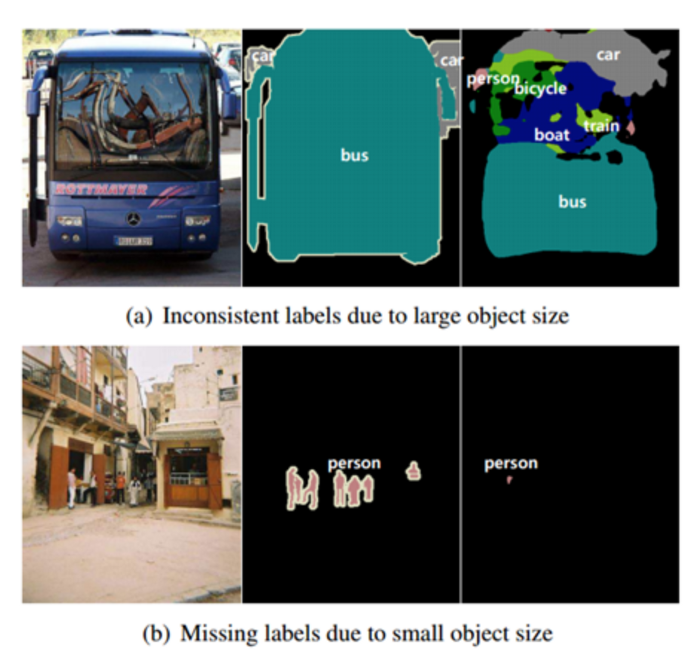 car
car
bus
BOTTMAYER
person
bicycle
car
boat
train
bus
(a) Inconsistent labels due to large object size
person
person
(b) Missing labels due to small object size